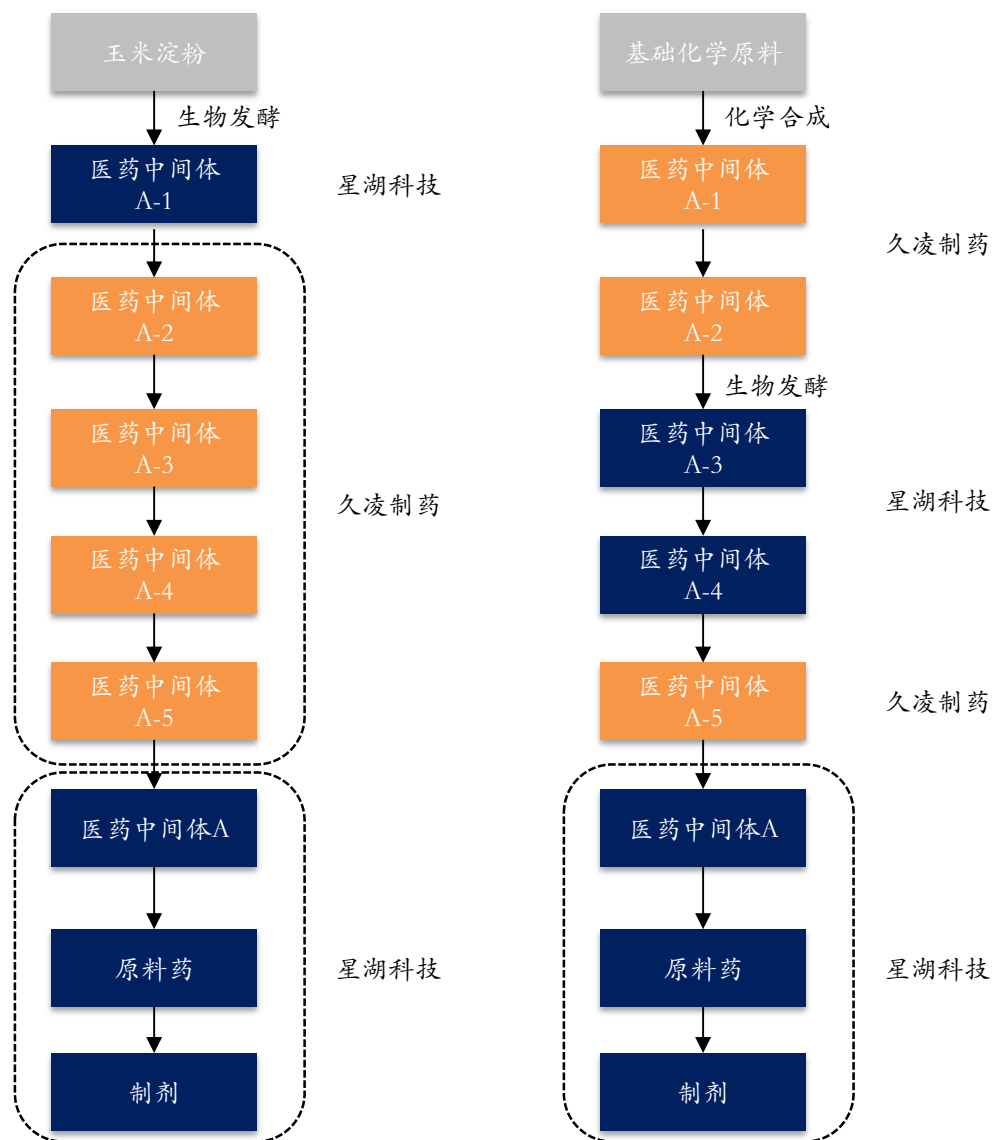 玉米淀粉
生物发酵
医药中间体
A-1
星湖科技
医药中间体
A-2
医药中间体
A-3
久凌制药
医药中间体
A-4
医药中间体
A-5
医药中间体A
原料药
星湖科技
制剂
基础化学原料
化学合成
医药中间体
A-1
久凌制药
医药中间体
A-2
生物发酵
医药中间体
A-3
星湖科技
医药中间体
A-4
医药中间体
A-5
久凌制药
医药中间体A
原料药
星湖科技
制剂